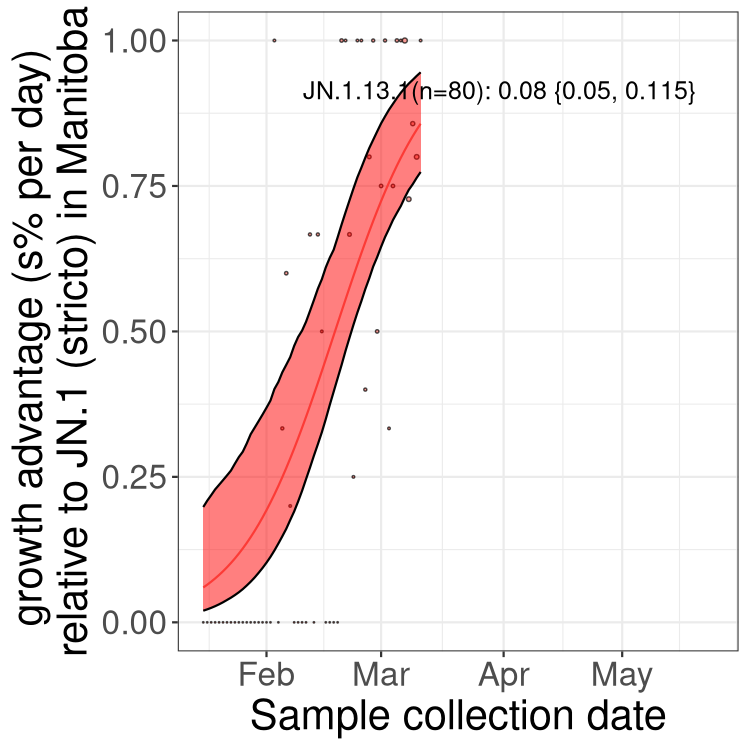 growth advantage (s% per day)
relative to JN.1 (stricto) in Manitoba
1.00
0.75
0.50
0.25
0.00
JN.1.13.1(n=80): 0.08 {0.05, 0.115}
Feb Mar Apr May
Sample collection date